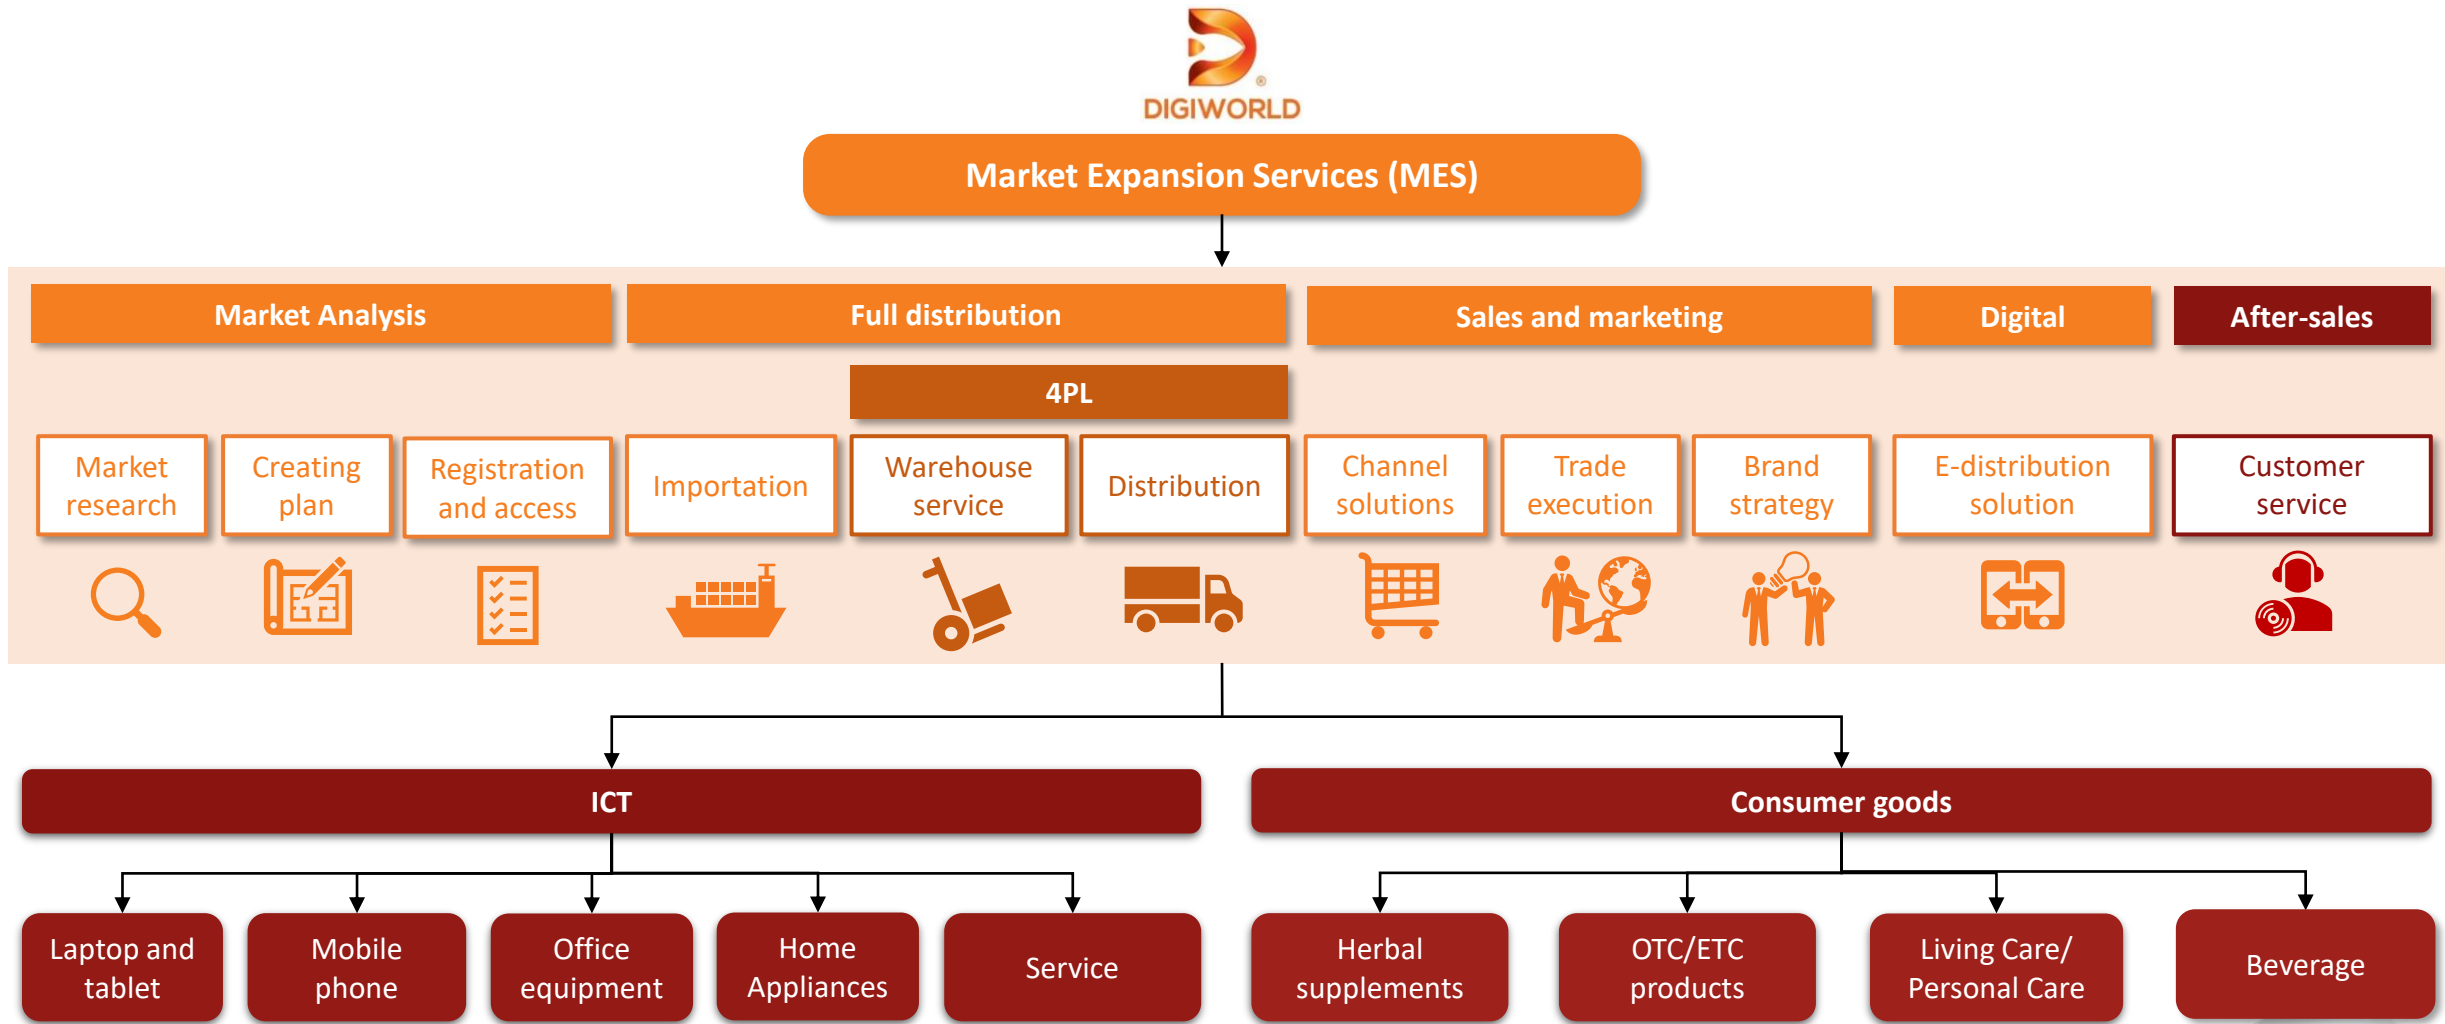 DIGIWORLD
®
Market Expansion Services (MES)
Market Analysis
Full distribution
Sales and marketing
Digital
After-sales
4PL
Market
research
Creating
plan
Registration
and access
Importation
Warehouse
service
Distribution
Channel
solutions
Trade
execution
Brand
strategy
E-distribution
solution
Customer
service
ICT
Consumer goods
Laptop and
tablet
Mobile
phone
Office
equipment
Home
Appliances
Service
Herbal
supplements
OTC/ETC
products
Living Care/
Personal Care
Beverage